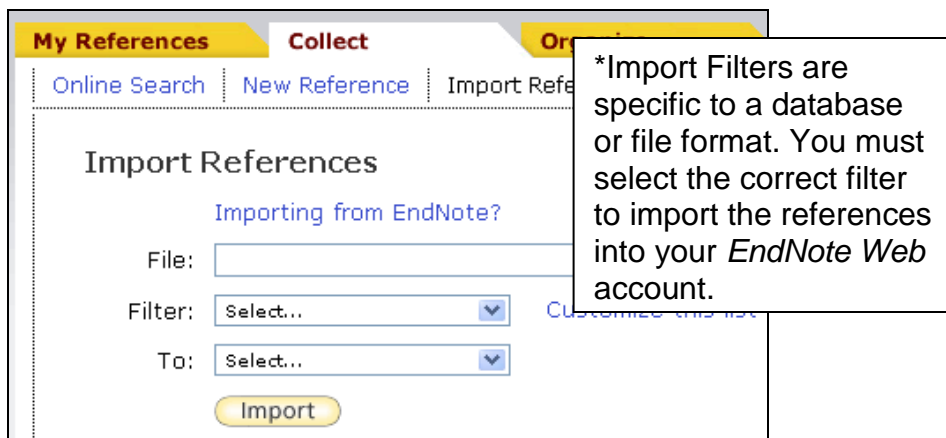 My References Collect
Online Search New Reference Import
Import References
Importing from EndNote?
File:
Filter: Select...
To: Select...
Import
*Import Filters are
specific to a database
or file format. You must
select the correct filter
to import the references
into your EndNote Web
account.